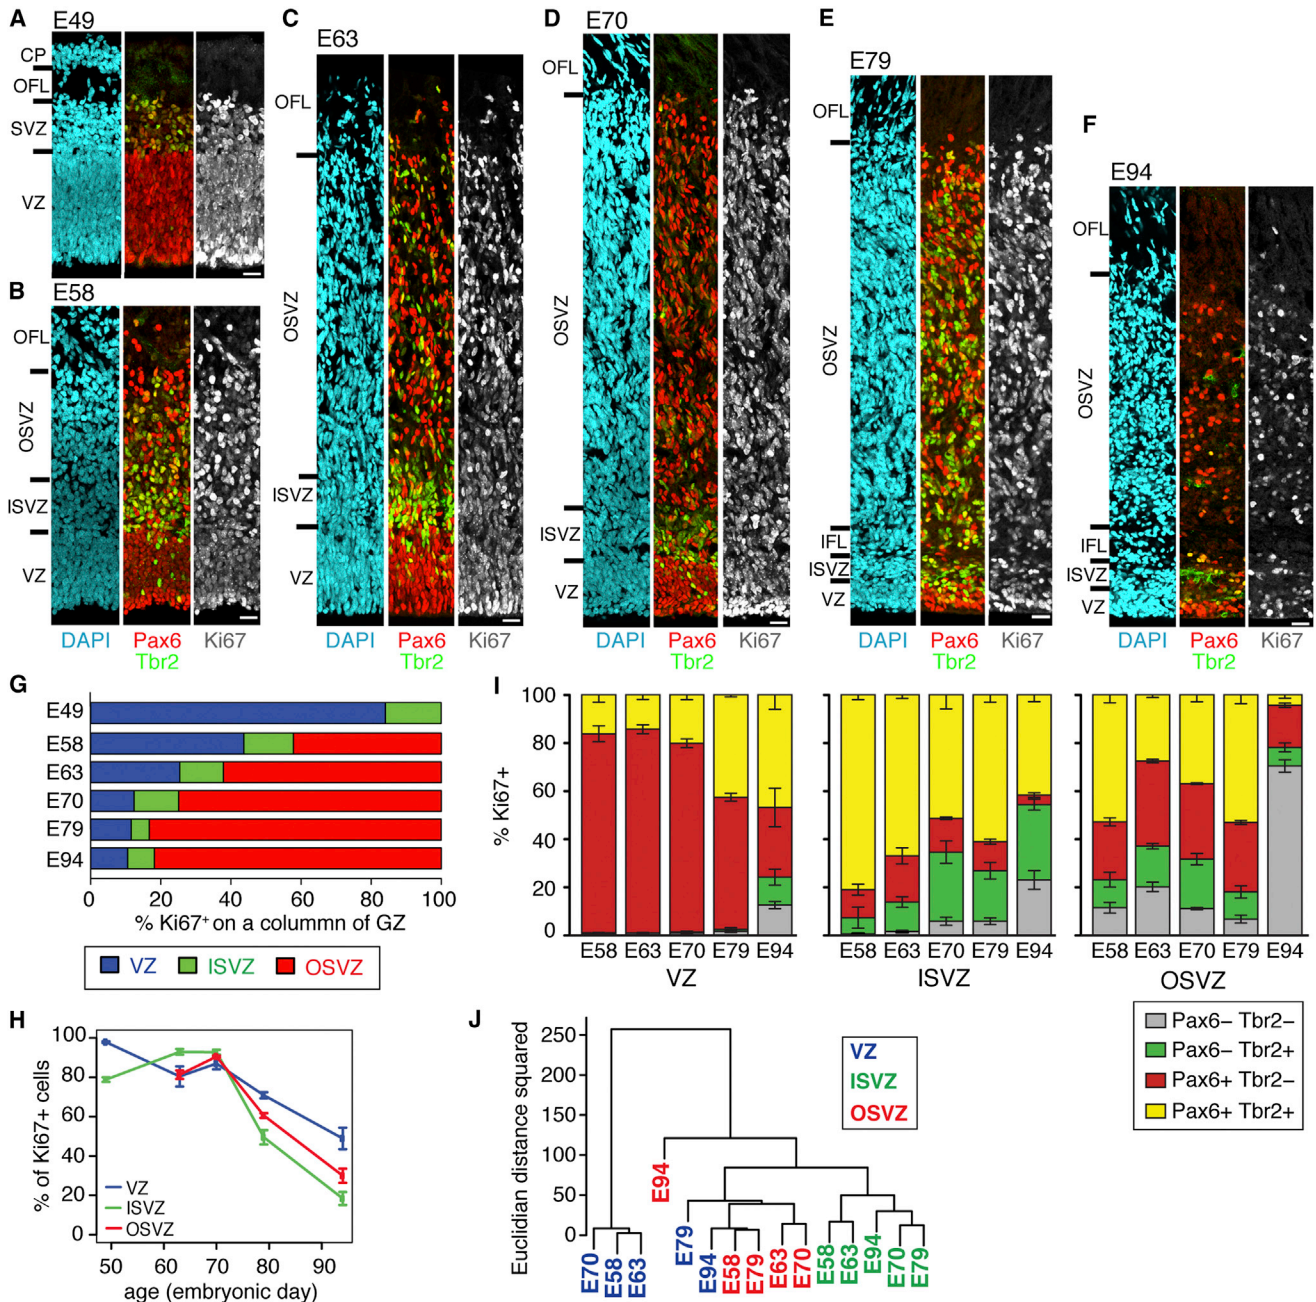 A
E49
CP
OFL
SVZ
VZ
B
E58
OFL
OSVZ
ISVZ
VZ
DAPI Pax6 Ki67
Tbr2
C
E63
OFL
OSVZ
ISVZ
VZ
DAPI Pax6 Ki67
Tbr2
D
E70
OFL
OSVZ
ISVZ
VZ
DAPI Pax6 Ki67
Tbr2
E
E79
OFL
OSVZ
IFL
ISVZ
VZ
DAPI Pax6 Ki67
Tbr2
F
E94
OFL
OSVZ
IFL
ISVZ
VZ
DAPI Pax6 Ki67
Tbr2
G
E49
E58
E63
E70
E79
E94
0 20 40 60 80 100
% Ki67+ on a colummn of GZ
VZ ISVZ OSVZ
H
% of Ki67+ cells
100
80
60
40
20
0
VZ
ISVZ
OSVZ
50 60 70 80 90
age (embryonic day)
I
% Ki67+
100
80
60
40
20
0
E58 E63 E70 E79 E94
VZ
E58 E63 E70 E79 E94
ISVZ
E58 E63 E70 E79 E94
OSVZ
Pax6– Tbr2–
Pax6– Tbr2+
Pax6+ Tbr2–
Pax6+ Tbr2+
J
Euclidian distance squared
250
200
150
100
50
0
VZ
ISVZ
OSVZ
E70
E58
E63
E94
E79
E94
E58
E79
E63
E70
E58
E63
E94
E70
E79